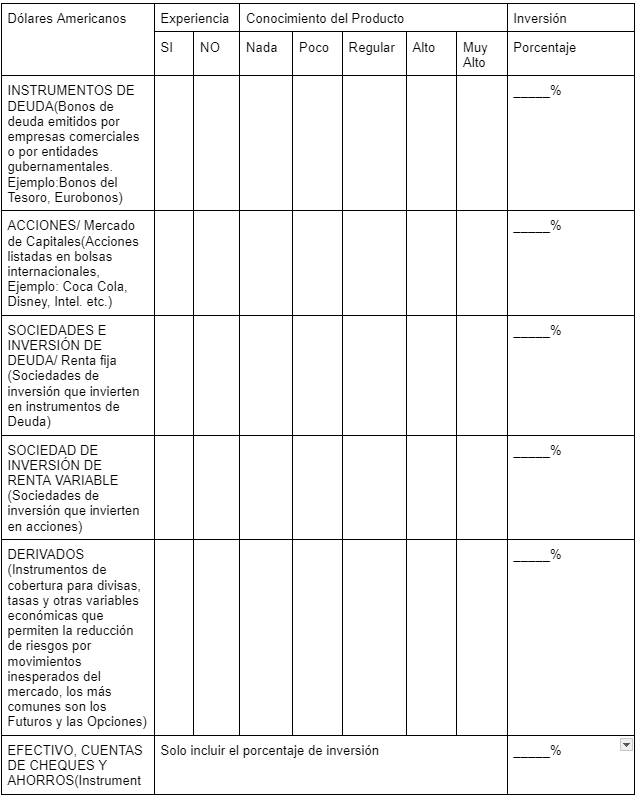 Dólares Americanos Experiencia Conocimiento del Producto Inversión
SI NO Nada Poco Regular Alto Muy Alto Porcentaje
INSTRUMENTOS DE
DEUDA(Bonos de
deuda emitidos por
empresas comerciales
o por entidades
gubernamentales.
Ejemplo:Bonos del
Tesoro, Eurobonos)
_____%
ACCIONES/ Mercado
de Capitales(Acciones
listadas en bolsas
internacionales,
Ejemplo: Coca Cola,
Disney, Intel. etc.)
_____%
SOCIEDADES E
INVERSIÓN DE
DEUDA/ Renta fija
(Sociedades de
inversión que invierten
en instrumentos de
Deuda)
_____%
SOCIEDAD DE
INVERSIÓN DE
RENTA VARIABLE
(Sociedades de
inversión que invierten
en acciones)
_____%
DERIVADOS
(Instrumentos de
cobertura para divisas,
tasas y otras variables
económicas que
permiten la reducción
de riesgos por
movimientos
inesperados del
mercado, los más
comunes son los
Futuros y las Opciones)
_____%
EFECTIVO, CUENTAS
DE CHEQUES Y
AHORROS(Instrument
Solo incluir el porcentaje de inversión
_____%